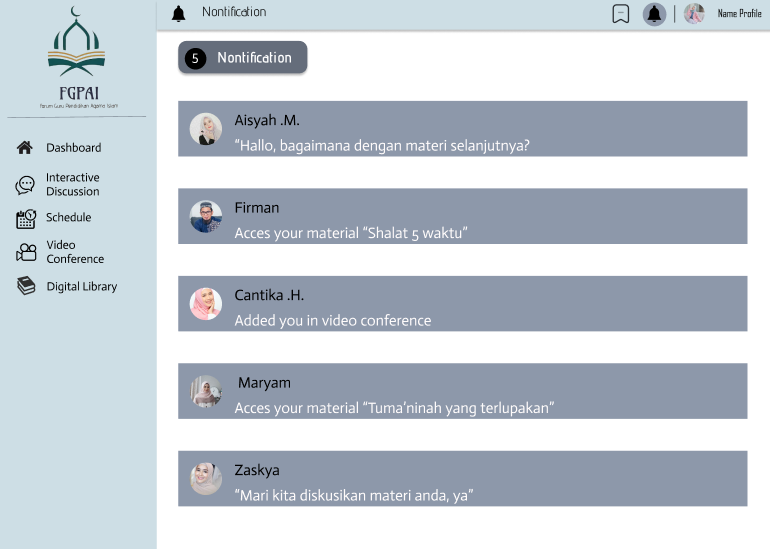 Nontification
Name Profile
FGPAI
Forum Guru Pendidikan Agama Islam
Dashboard
Interactive
Discussion
Schedule
Video
Conference
Digital Library
5 Nontification
Aisyah .M.
"Hallo, bagaimana dengan materi selanjutnya?
Firman
Acces your material "Shalat 5 waktu"
Cantika .H.
Added you in video conference
Maryam
Acces your material "Tuma'ninah yang terlupakan"
Zaskya
"Mari kita diskusikan materi anda, ya"